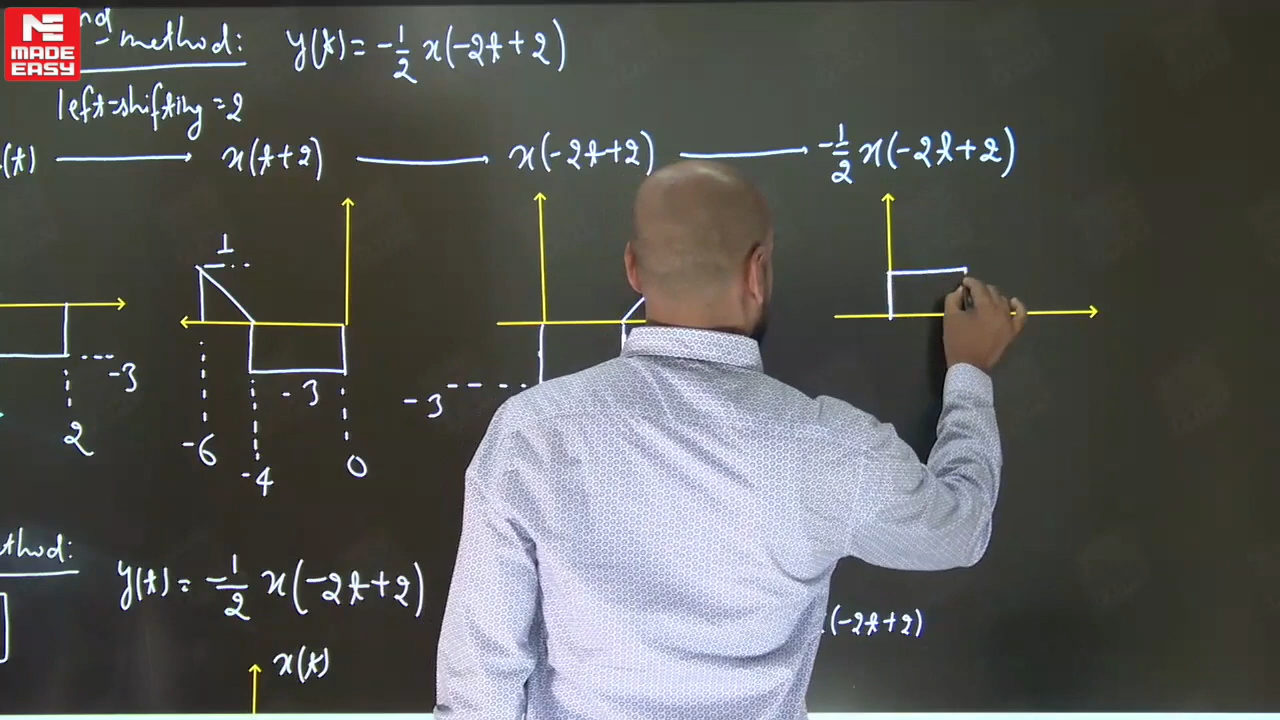 MADE EASY
nd method: y(t) = -1/2 x(-2t+2)
left-shifting = 2
(t) → x(t+2) → x(-2t+2) → -1/2 x(-2t+2)
1
-3 -3 -3
2 -6 -4 0
thod: y(t) = -1/2 x(-2t+2)
(-2t+2)
x(t)